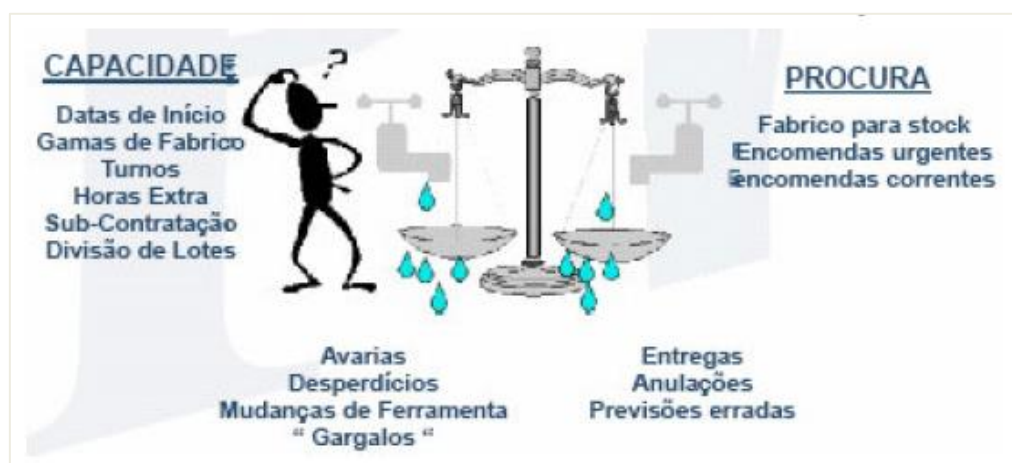 CAPACIDADE
Datas de Início
Gamas de Fabrico
Turnos
Horas Extra
Sub-Contratação
Divisão de Lotes
?
PROCURA
Fabrico para stock
Encomendas urgentes
encomendas correntes
Avarias
Desperdícios
Mudanças de Ferramenta
“ Gargalos “
Entregas
Anulações
Previsões erradas